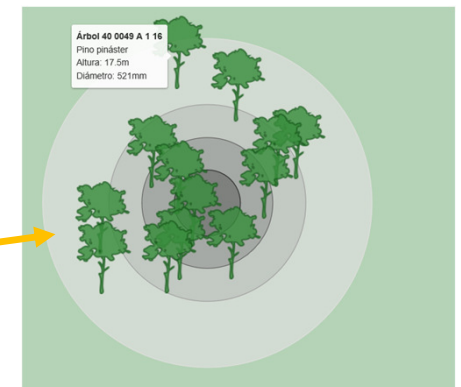 Árbol 40 0049 A 1 16
Pino pináster
Altura: 17.5m
Diámetro: 521mm